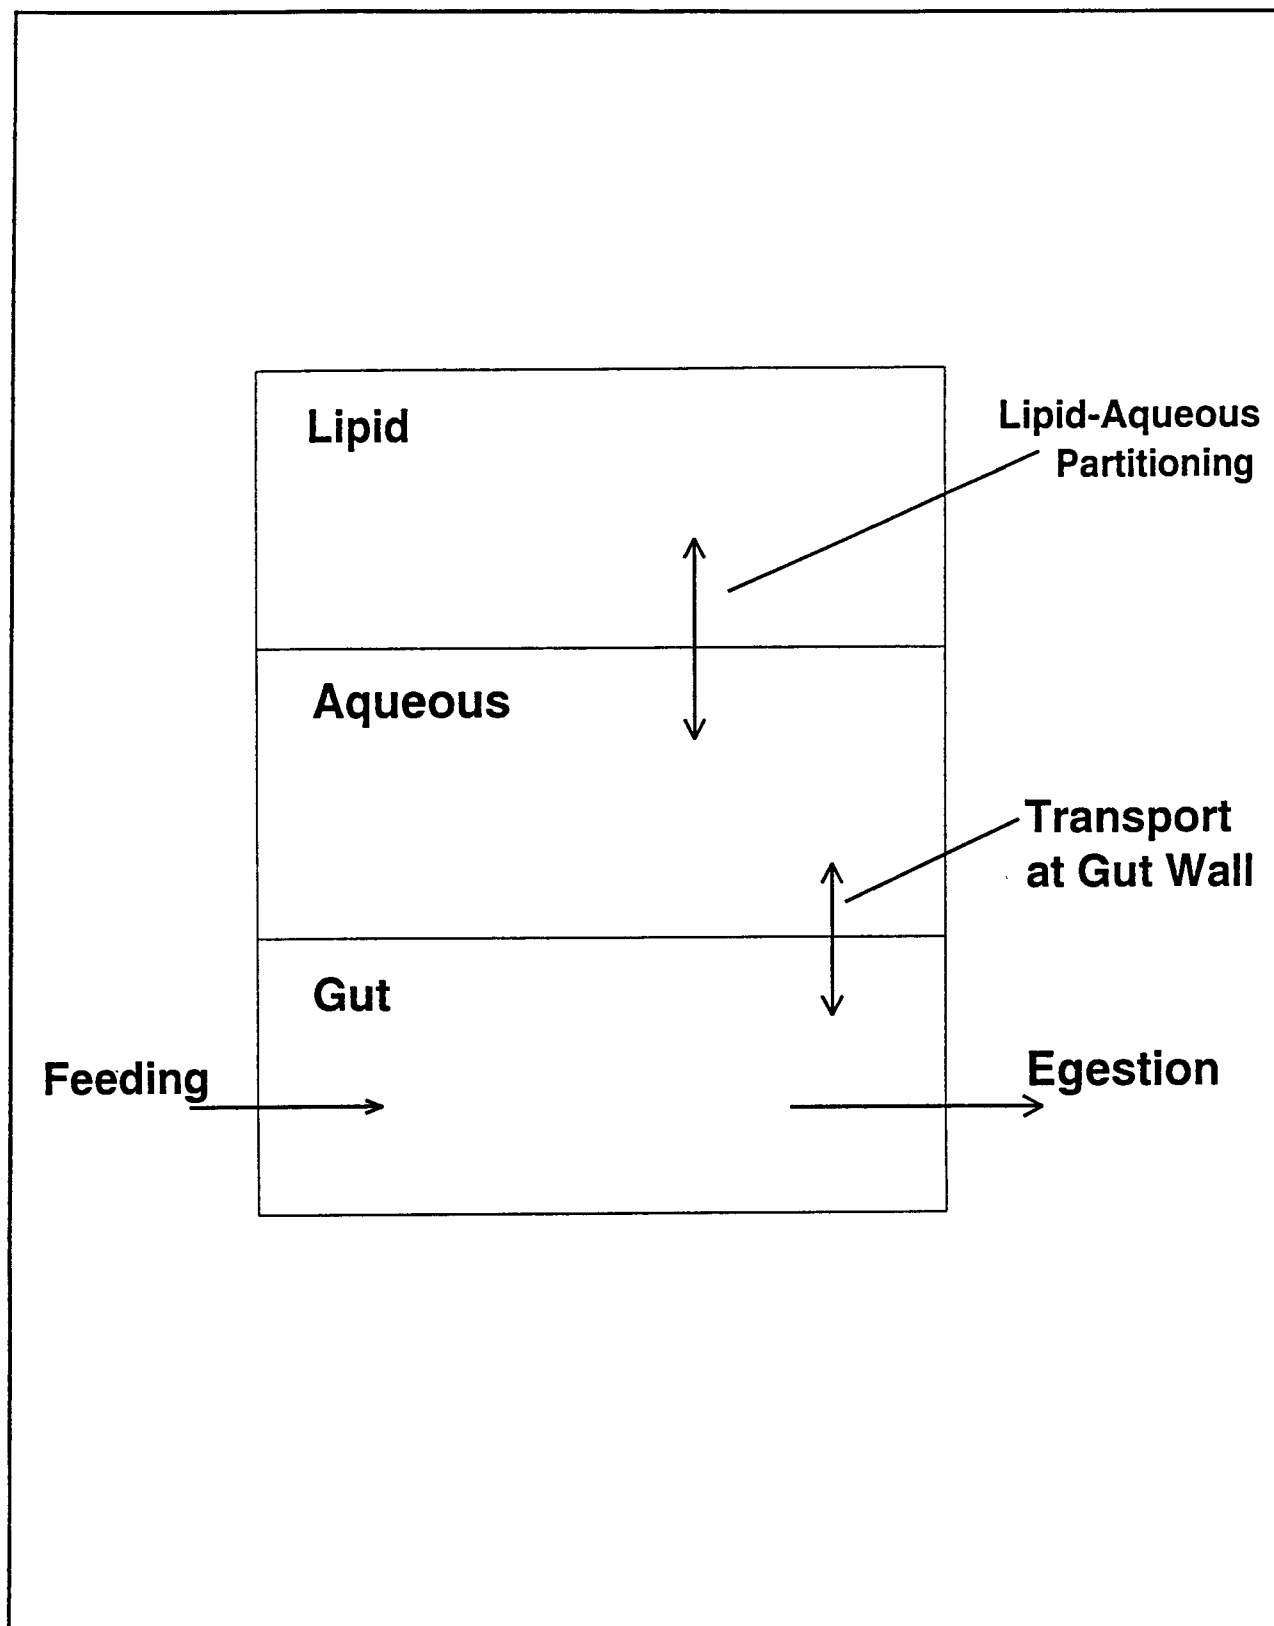 Lipid
Lipid-Aqueous
Partitioning
Aqueous
Transport
at Gut Wall
Gut
Feeding
Egestion